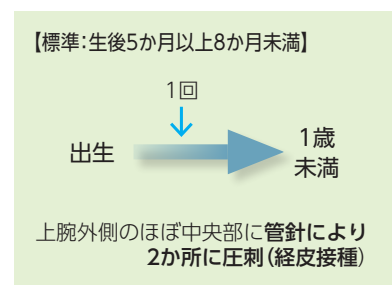 【標準：生後5か月以上8か月未満】
1回
出生
1歳
未満
上腕外側のほぼ中央部に管針により
2か所に圧刺（経皮接種）